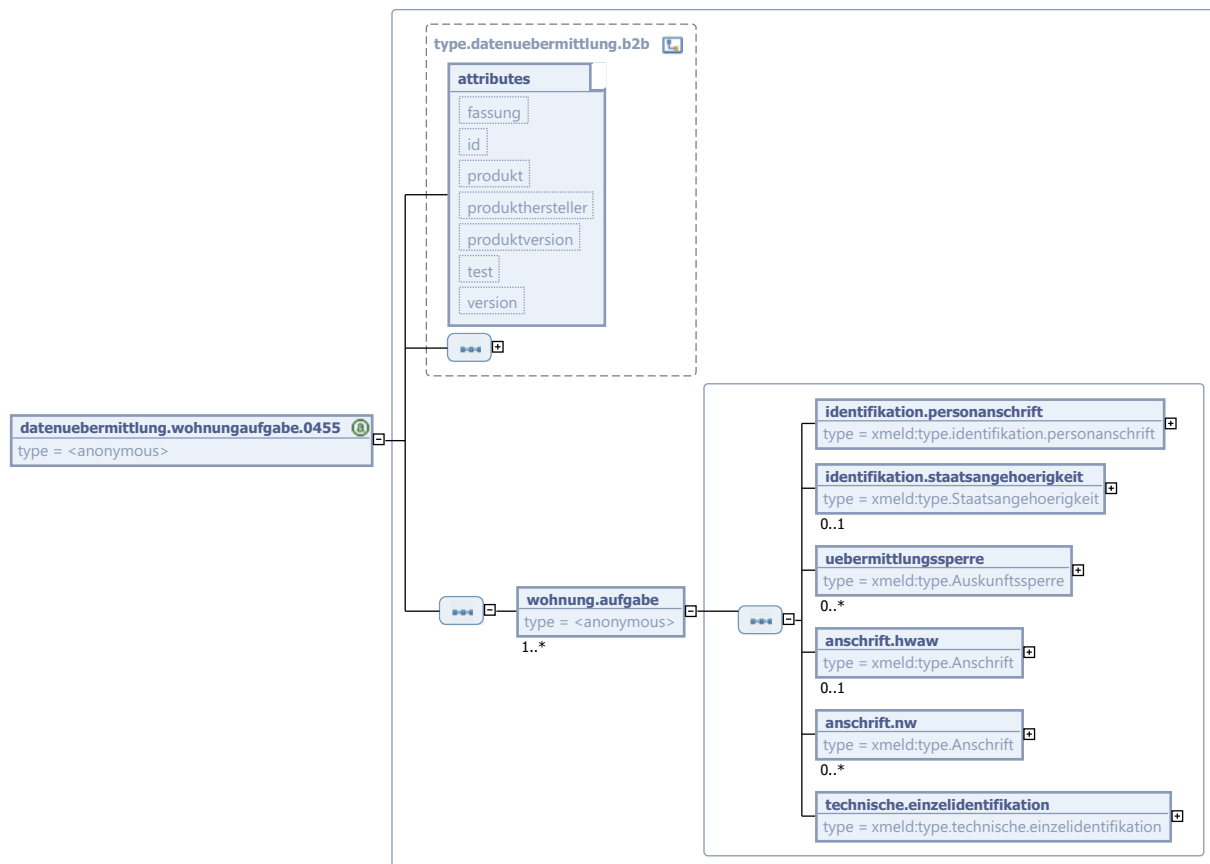 type.datenuebermittlung.b2b
attributes
fassung
id
produkt
produkthersteller
produktversion
test
version
datenuebermittlung.wohnungaufgabe.0455 a
type = <anonymous>
wohnung.aufgabe
type = <anonymous>
1..*
identifikation.personanschrift
type = xmeld:type.identifikation.personanschrift
identifikation.staatsangehoerigkeit
type = xmeld:type.Staatsangehoerigkeit
0..1
uebermittlungssperre
type = xmeld:type.Auskunftssperre
0..*
anschrift.hwaw
type = xmeld:type.Anschrift
0..1
anschrift.nw
type = xmeld:type.Anschrift
0..*
technische.einzelidentifikation
type = xmeld:type.technische.einzelidentifikation